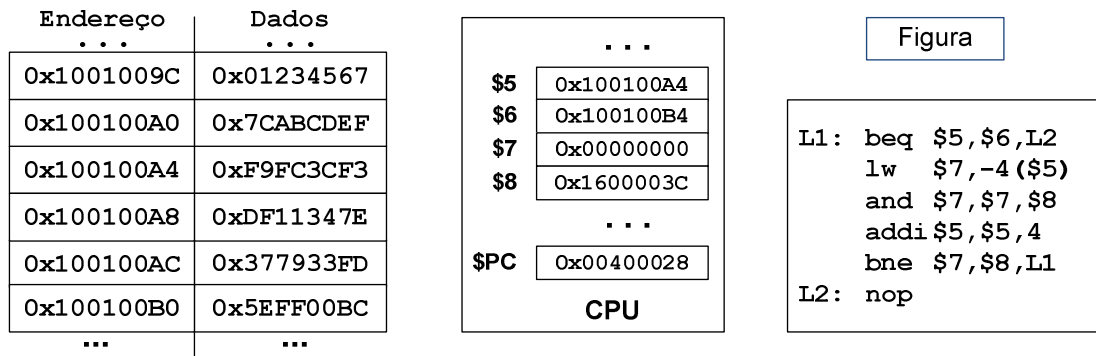 Endereço Dados
... ...
0x1001009C 0x01234567
0x100100A0 0x7CABCDEF
0x100100A4 0xF9FC3CF3
0x100100A8 0xDF11347E
0x100100AC 0x377933FD
0x100100B0 0x5EFF00BC
... ...
...
$5 0x100100A4
$6 0x100100B4
$7 0x00000000
$8 0x1600003C
...
$PC 0x00400028
CPU
Figura
L1: beq $5,$6,L2
lw $7,-4($5)
and $7,$7,$8
addi $5,$5,4
bne $7,$8,L1
L2: nop